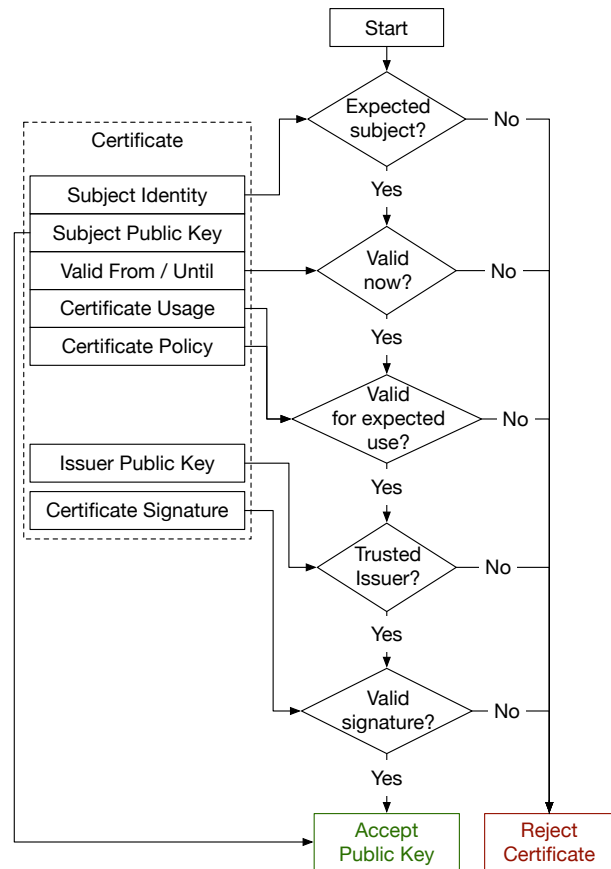 Start
Expected
subject?
No
Certificate
Subject Identity
Yes
Subject Public Key
Valid From / Until
Valid
now?
No
Certificate Usage
Yes
Certificate Policy
Valid
for expected
use?
No
Issuer Public Key
Yes
Certificate Signature
Trusted
Issuer?
No
Yes
Valid
signature?
No
Yes
Accept
Public Key
Reject
Certificate